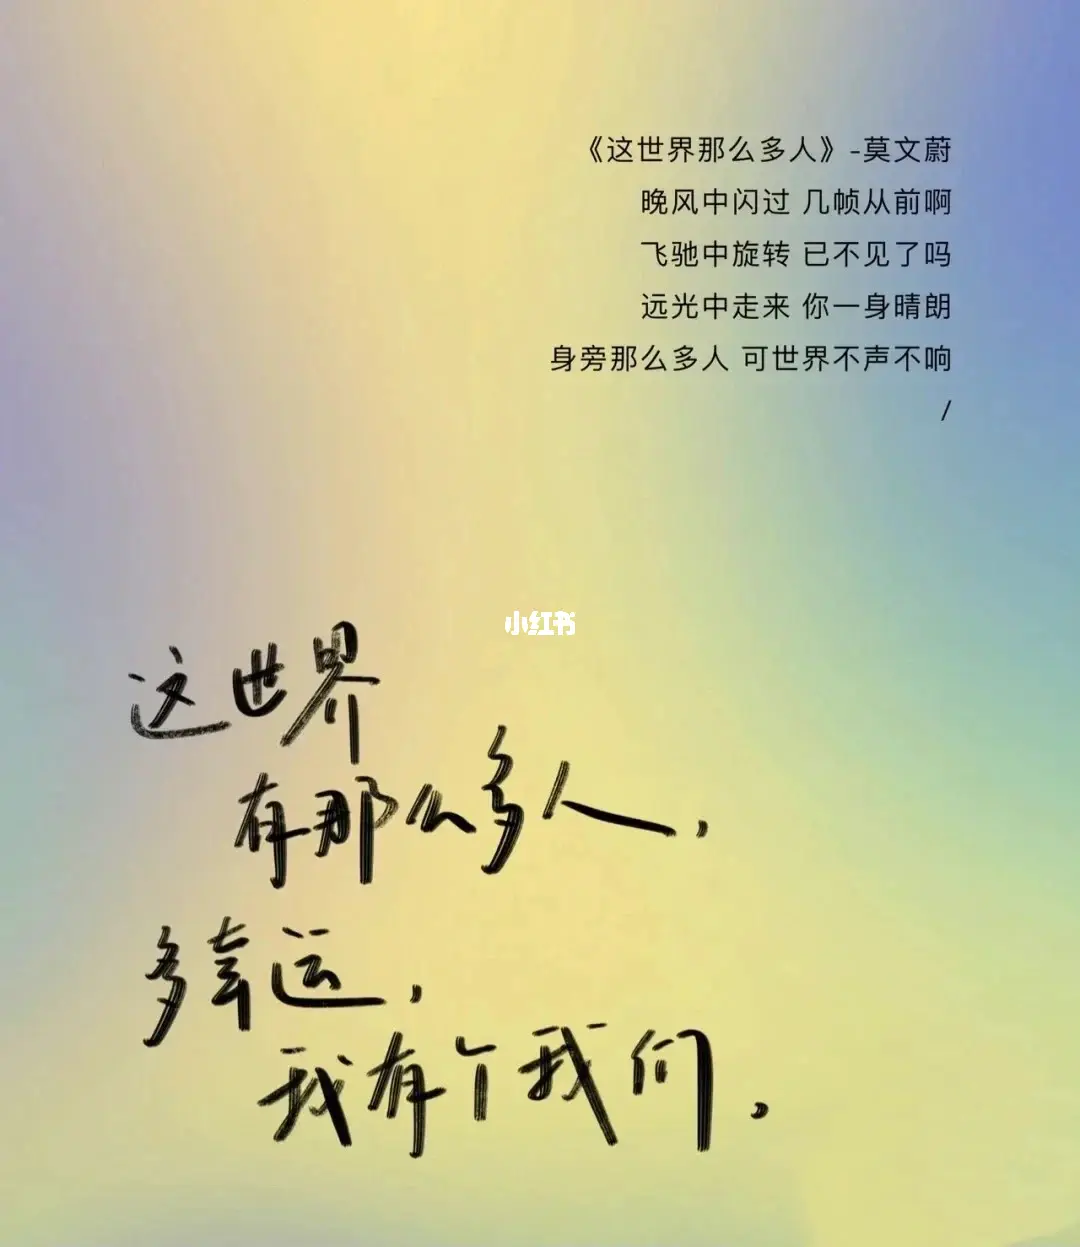 《这世界那么多人》-莫文蔚
晚风中闪过 几帧从前啊
飞驰中旋转 已不见了吗
远光中走来 你一身晴朗
身旁那么多人 可世界不声不响
/
小红书
这世界
有那么多人，
多幸运，
我有个我们，